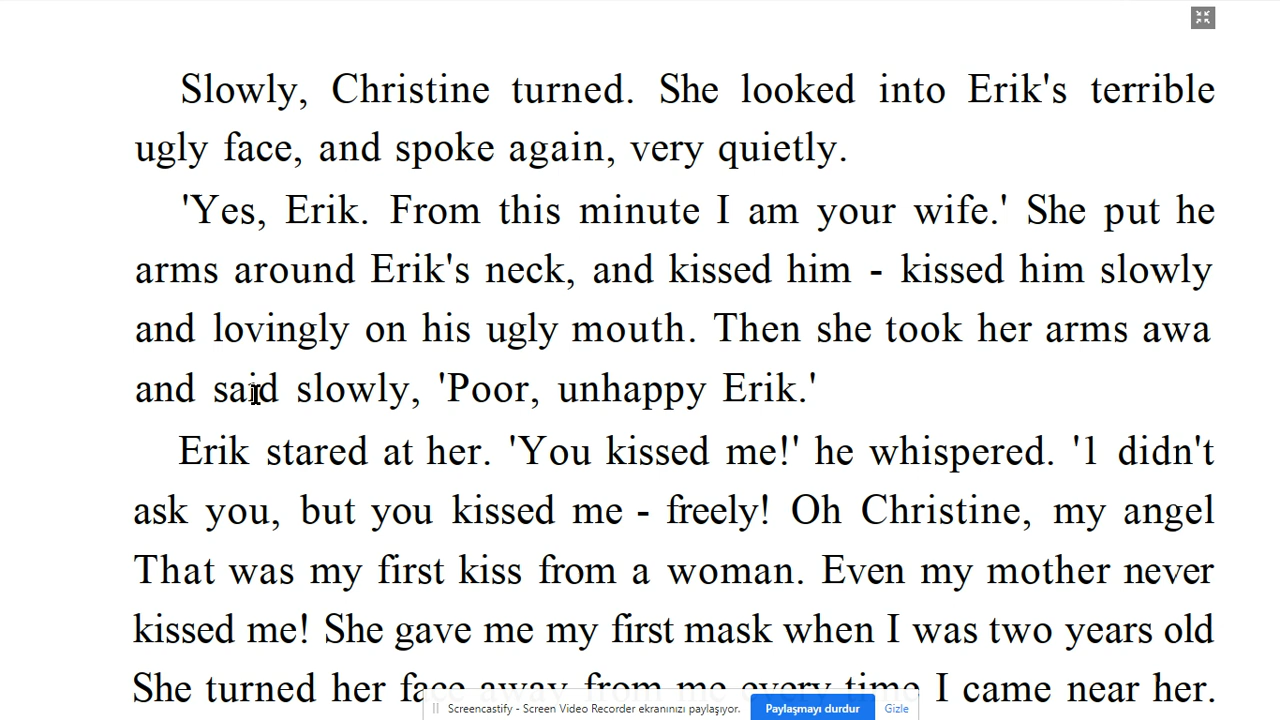 Slowly, Christine turned. She looked into Erik's terrible
ugly face, and spoke again, very quietly.
'Yes, Erik. From this minute I am your wife.' She put he
arms around Erik's neck, and kissed him - kissed him slowly
and lovingly on his ugly mouth. Then she took her arms awa
and said slowly, 'Poor, unhappy Erik.'
Erik stared at her. 'You kissed me!' he whispered. '1 didn't
ask you, but you kissed me - freely! Oh Christine, my angel
That was my first kiss from a woman. Even my mother never
kissed me! She gave me my first mask when I was two years old
She turned her face away from me every time I came near her.
Screencastify - Screen Video Recorder ekranınızı paylaşıyor. Paylaşmayı durdur Gizle